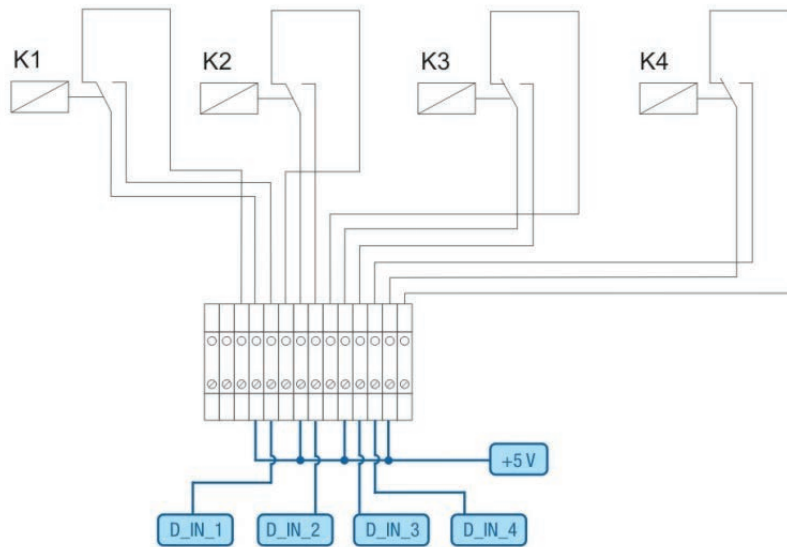 K1
K2
K3
K4
+5 V
D_IN_1
D_IN_2
D_IN_3
D_IN_4